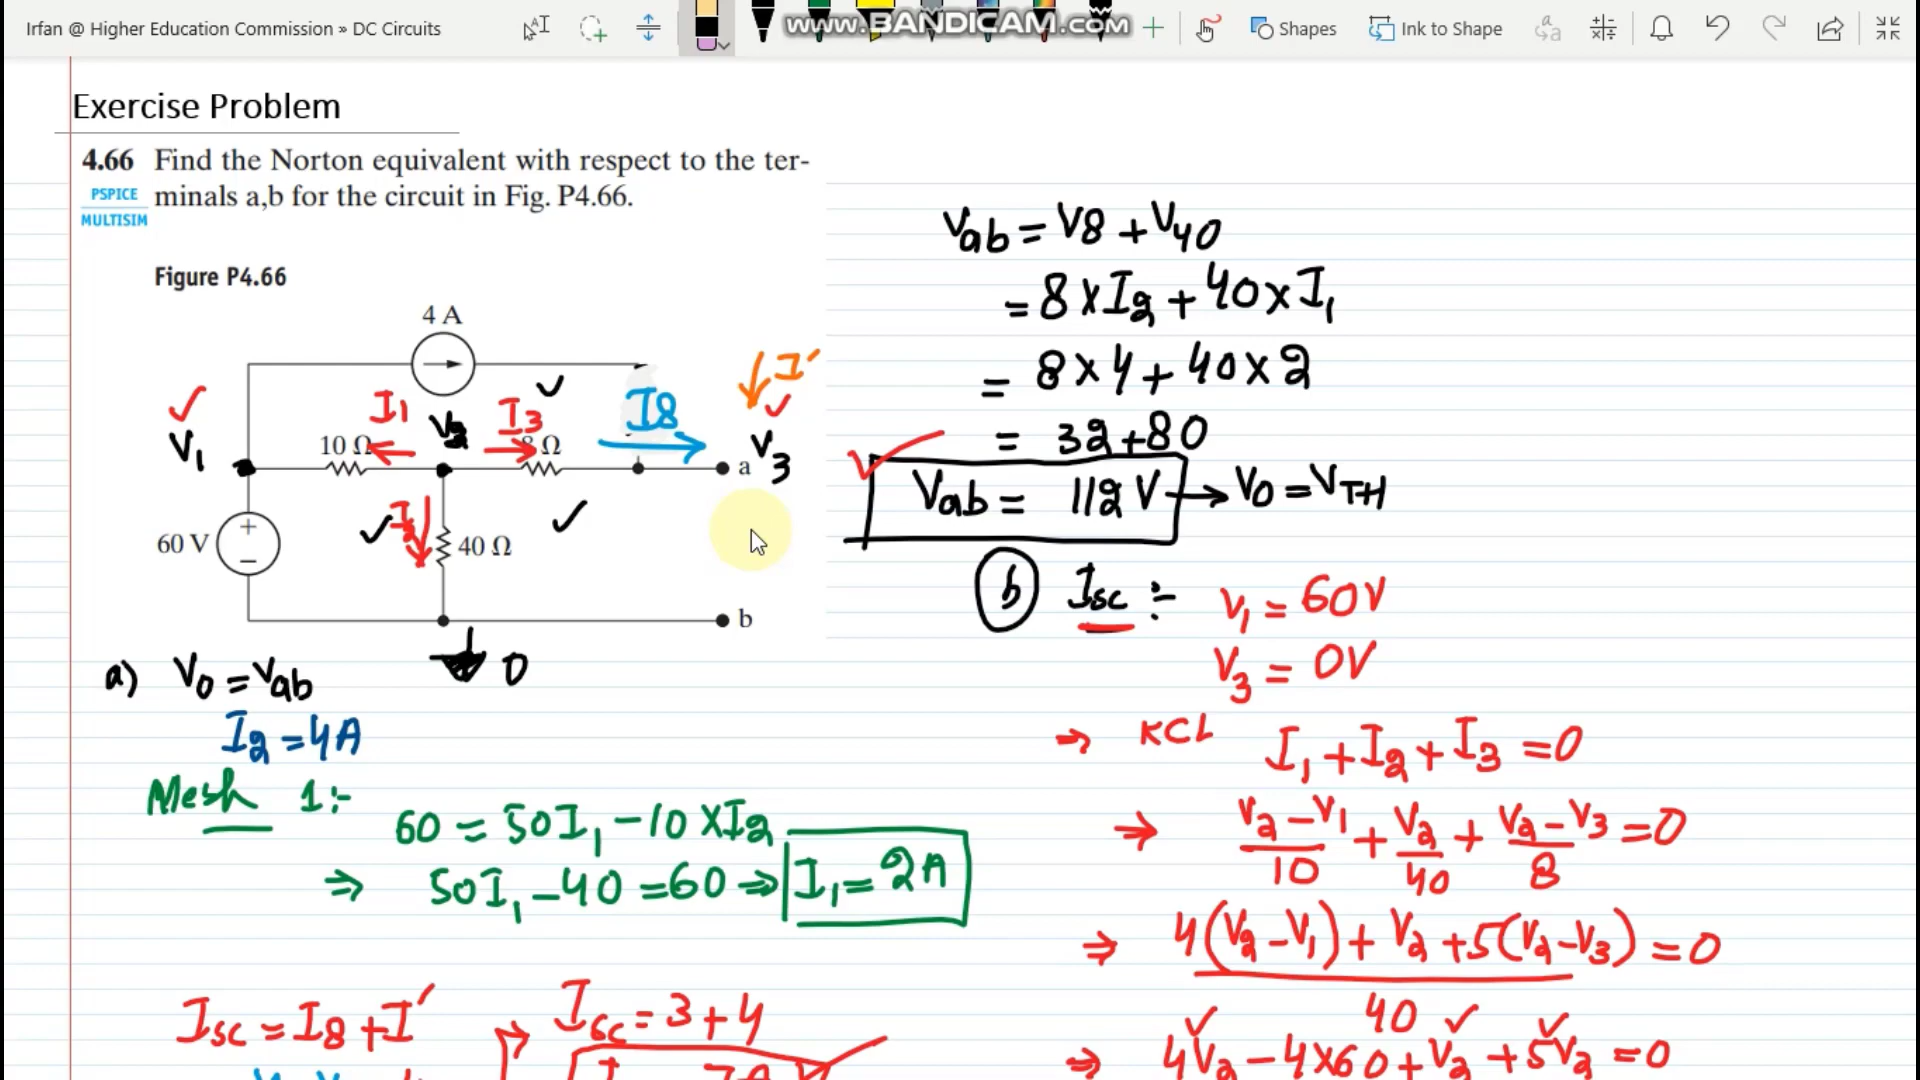 Irfan @ Higher Education Commission » DC Circuits
www.BANDICAM.com
Shapes
Ink to Shape
Exercise Problem
4.66 Find the Norton equivalent with respect to the ter-
PSPICE minals a,b for the circuit in Fig. P4.66.
MULTISIM
Figure P4.66
4 A
I1
I3
I8
I'
V1
10 Ω
V2
8 Ω
a
V3
60 V
+
−
I2
40 Ω
b
0
a) V0 = Vab
I2 = 4A
Mesh 1:-
60 = 50I1 - 10 × I2
⇒ 50I1 - 40 = 60 ⇒ I1 = 2A
Isc = I8 + I'
Isc = 3 + 4
Vab = V8 + V40
= 8 × I2 + 40 × I1
= 8 × 4 + 40 × 2
= 32 + 80
Vab = 112 V → V0 = VTH
b Isc :- V1 = 60V
V3 = 0V
⇒ KCL I1 + I2 + I3 = 0
⇒ V2 - V1/10 + V2/40 + V2 - V3/8 = 0
⇒ 4(V2 - V1) + V2 + 5(V2 - V3) = 0
40
⇒ 4V2 - 4×60 + V2 + 5V2 = 0